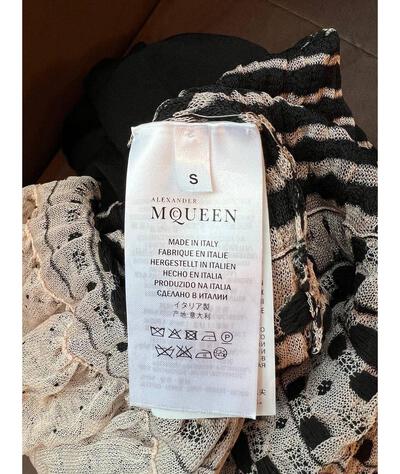 S
ALEXANDER
McQUEEN
MADE IN ITALY
FABRIQUE EN ITALIE
HERGESTELLT IN ITALIEN
HECHO EN ITALIA
PRODUZIDO NA ITALIA
СДЕЛАНО В ИТАЛИИ
イタリア製
产地:意大利